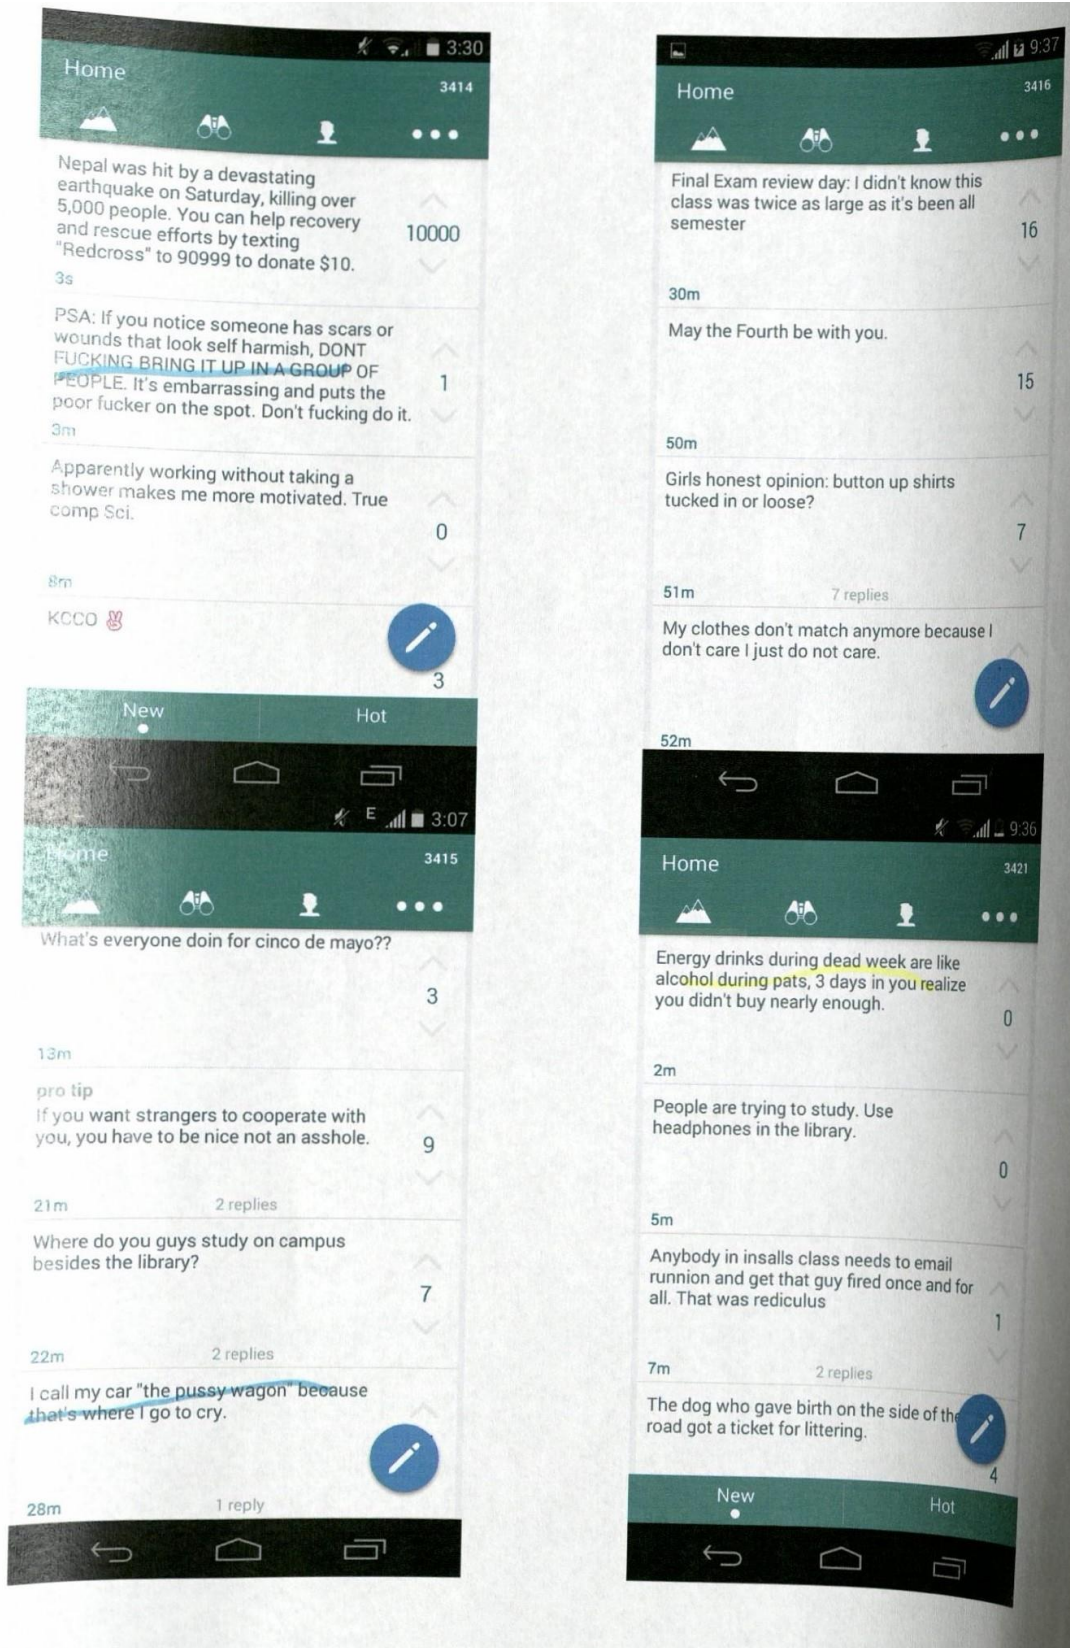 3:30
Home
3414
Nepal was hit by a devastating
earthquake on Saturday, killing over
5,000 people. You can help recovery
and rescue efforts by texting
"Redcross" to 90999 to donate $10.
10000
3s
PSA: If you notice someone has scars or
wounds that look self harmish, DONT
FUCKING BRING IT UP IN A GROUP OF
PEOPLE. It's embarrassing and puts the
poor fucker on the spot. Don't fucking do it.
1
3m
Apparently working without taking a
shower makes me more motivated. True
comp Sci.
0
8m
KCCO ✌
3
New Hot
E 3:07
Home
3415
What's everyone doin for cinco de mayo??
3
13m
pro tip
If you want strangers to cooperate with
you, you have to be nice not an asshole.
9
21m 2 replies
Where do you guys study on campus
besides the library?
7
22m 2 replies
I call my car "the pussy wagon" because
that's where I go to cry.
28m 1 reply
9:37
Home
3416
Final Exam review day: I didn't know this
class was twice as large as it's been all
semester
16
30m
May the Fourth be with you.
15
50m
Girls honest opinion: button up shirts
tucked in or loose?
7
51m 7 replies
My clothes don't match anymore because I
don't care I just do not care.
52m
9:36
Home
3421
Energy drinks during dead week are like
alcohol during pats, 3 days in you realize
you didn't buy nearly enough.
0
2m
People are trying to study. Use
headphones in the library.
0
5m
Anybody in insalls class needs to email
runnion and get that guy fired once and for
all. That was rediculus
1
7m 2 replies
The dog who gave birth on the side of the
road got a ticket for littering.
4
New Hot